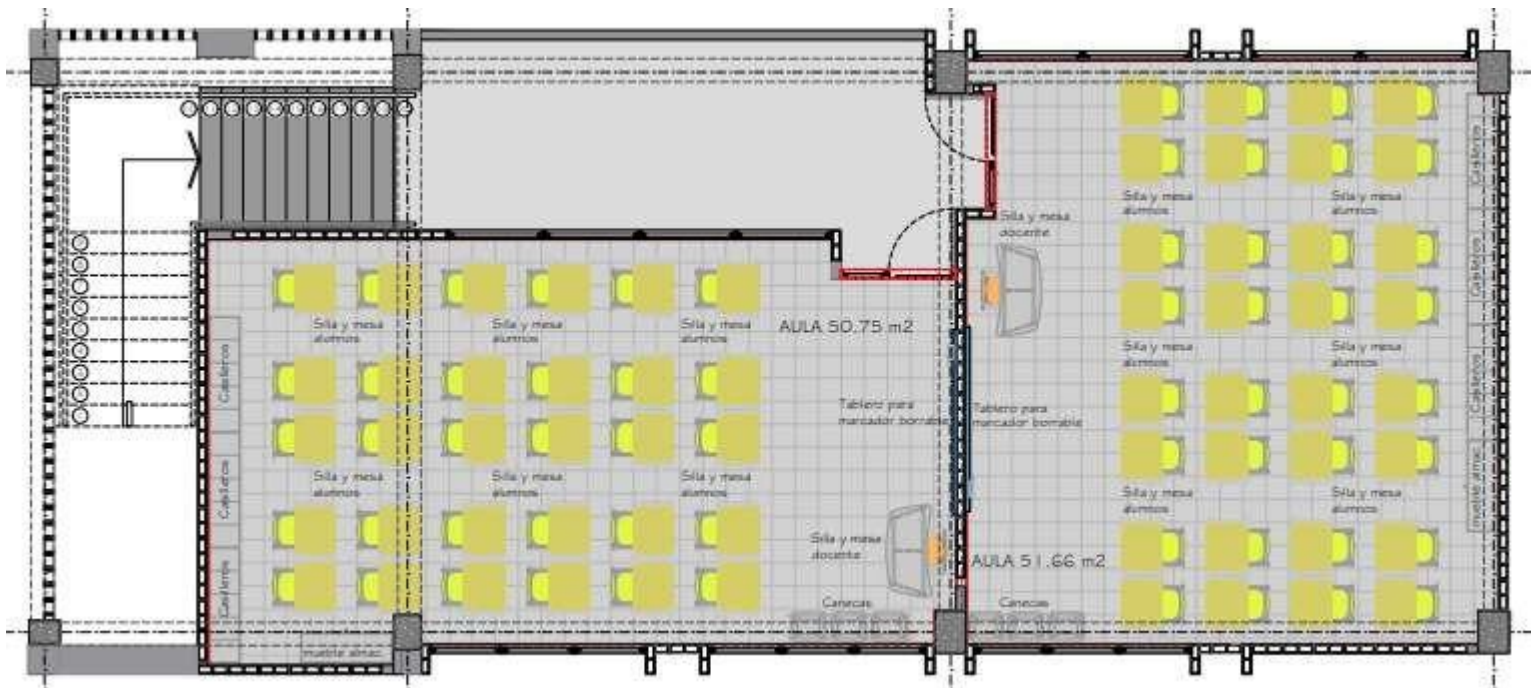 Casilleros
Silla y mesa
alumnos
Silla y mesa
alumnos
Silla y mesa
docente
Silla y mesa
alumnos
Silla y mesa
alumnos
Silla y mesa
alumnos
AULA 50.75 m2
Casilleros
Casilleros
Silla y mesa
alumnos
Silla y mesa
alumnos
Casilleros
Tablero para
marcador borrable
Tablero para
marcador borrable
Casilleros
Silla y mesa
alumnos
Silla y mesa
alumnos
Silla y mesa
alumnos
Casilleros
mueble almac.
Silla y mesa
alumnos
Silla y mesa
alumnos
Silla y mesa
docente
AULA 51.66 m2
Casilleros
Canecas
Canecas
mueble almac.